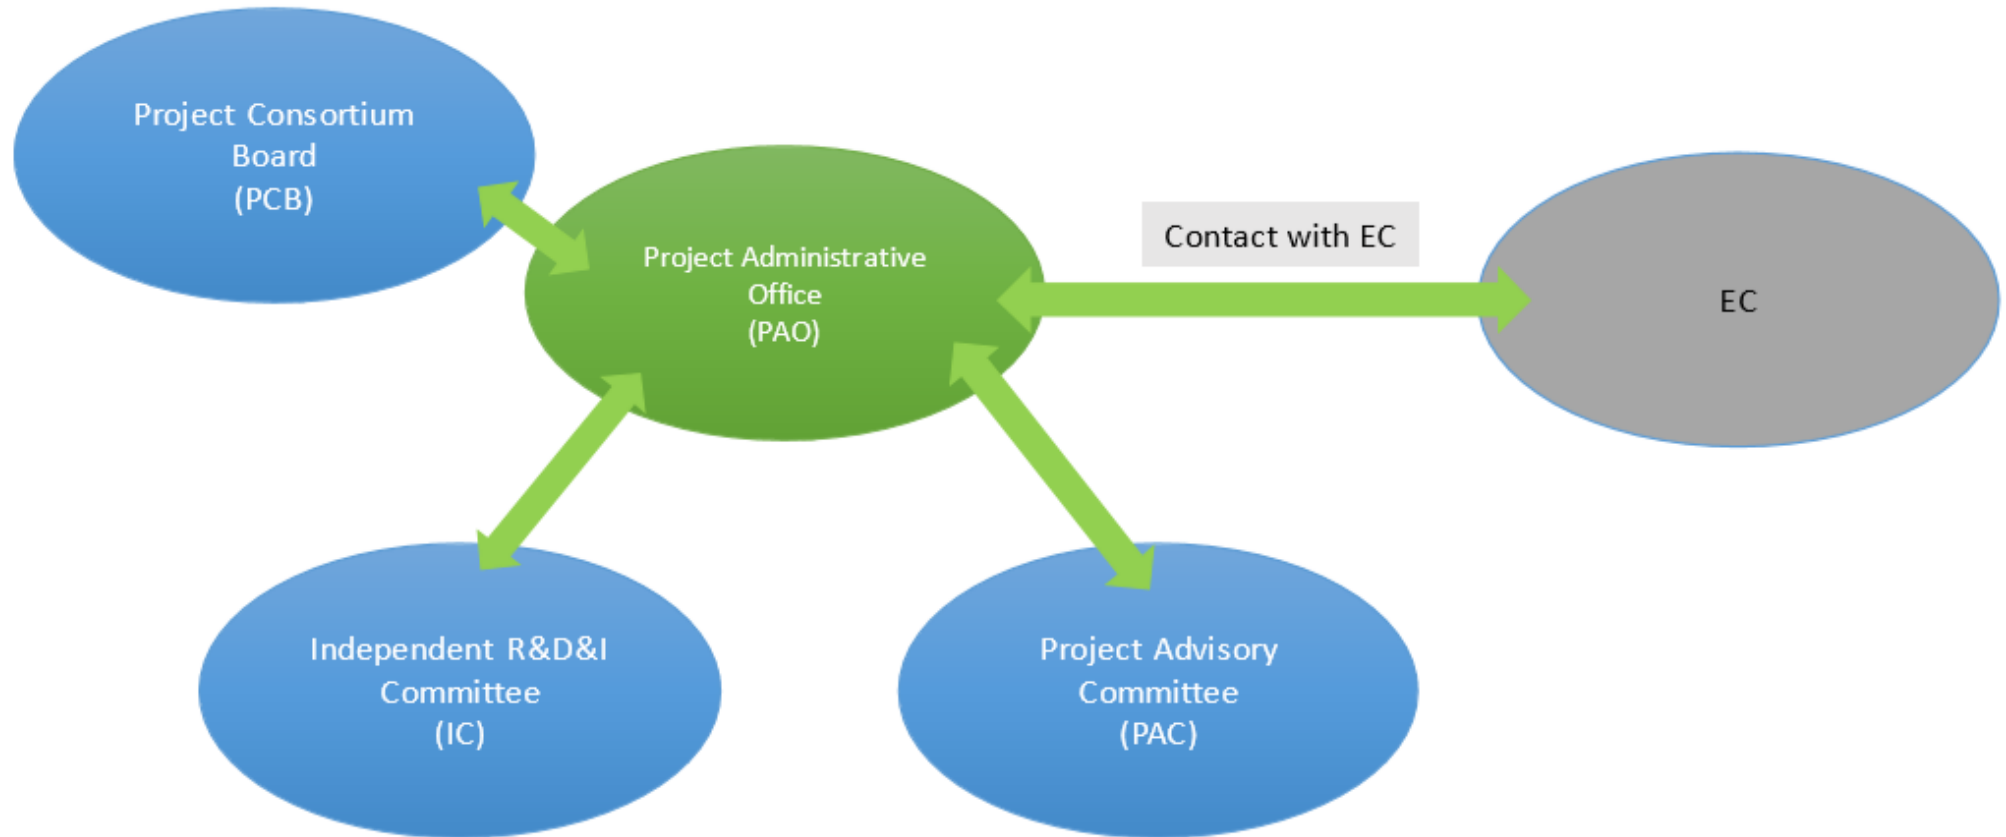 Project Consortium
Board
(PCB)
Project Administrative
Office
(PAO)
Contact with EC
EC
Independent R&D&I
Committee
(IC)
Project Advisory
Committee
(PAC)